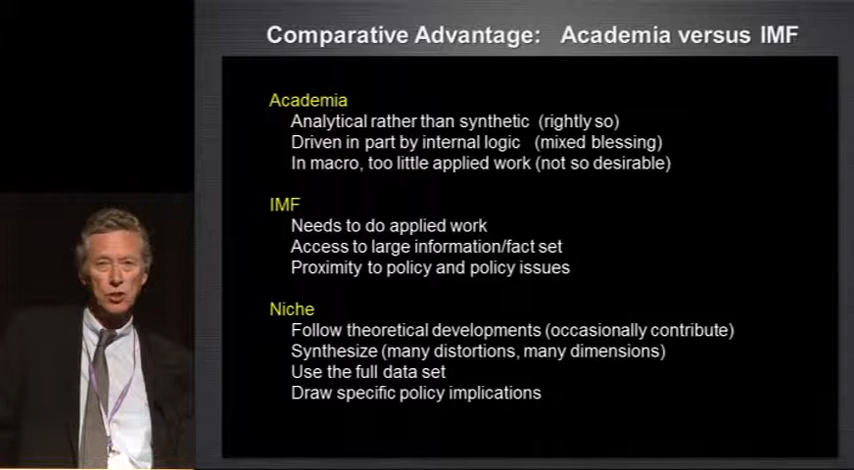 Comparative Advantage: Academia versus IMF
Academia
Analytical rather than synthetic (rightly so)
Driven in part by internal logic (mixed blessing)
In macro, too little applied work (not so desirable)
IMF
Needs to do applied work
Access to large information/fact set
Proximity to policy and policy issues
Niche
Follow theoretical developments (occasionally contribute)
Synthesize (many distortions, many dimensions)
Use the full data set
Draw specific policy implications